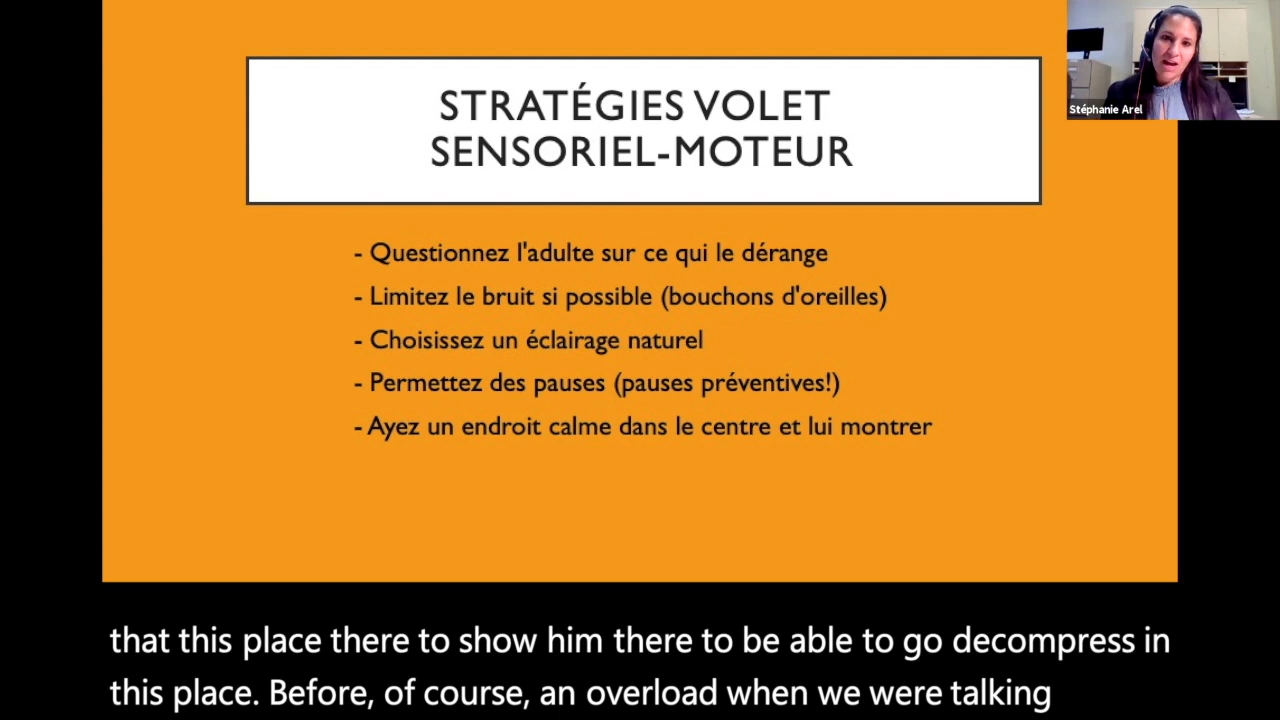 STRATÉGIES VOLET
SENSORIEL-MOTEUR
Stéphanie Arel
- Questionnez l'adulte sur ce qui le dérange
- Limitez le bruit si possible (bouchons d'oreilles)
- Choisissez un éclairage naturel
- Permettez des pauses (pauses préventives!)
- Ayez un endroit calme dans le centre et lui montrer
that this place there to show him there to be able to go decompress in
this place. Before, of course, an overload when we were talking